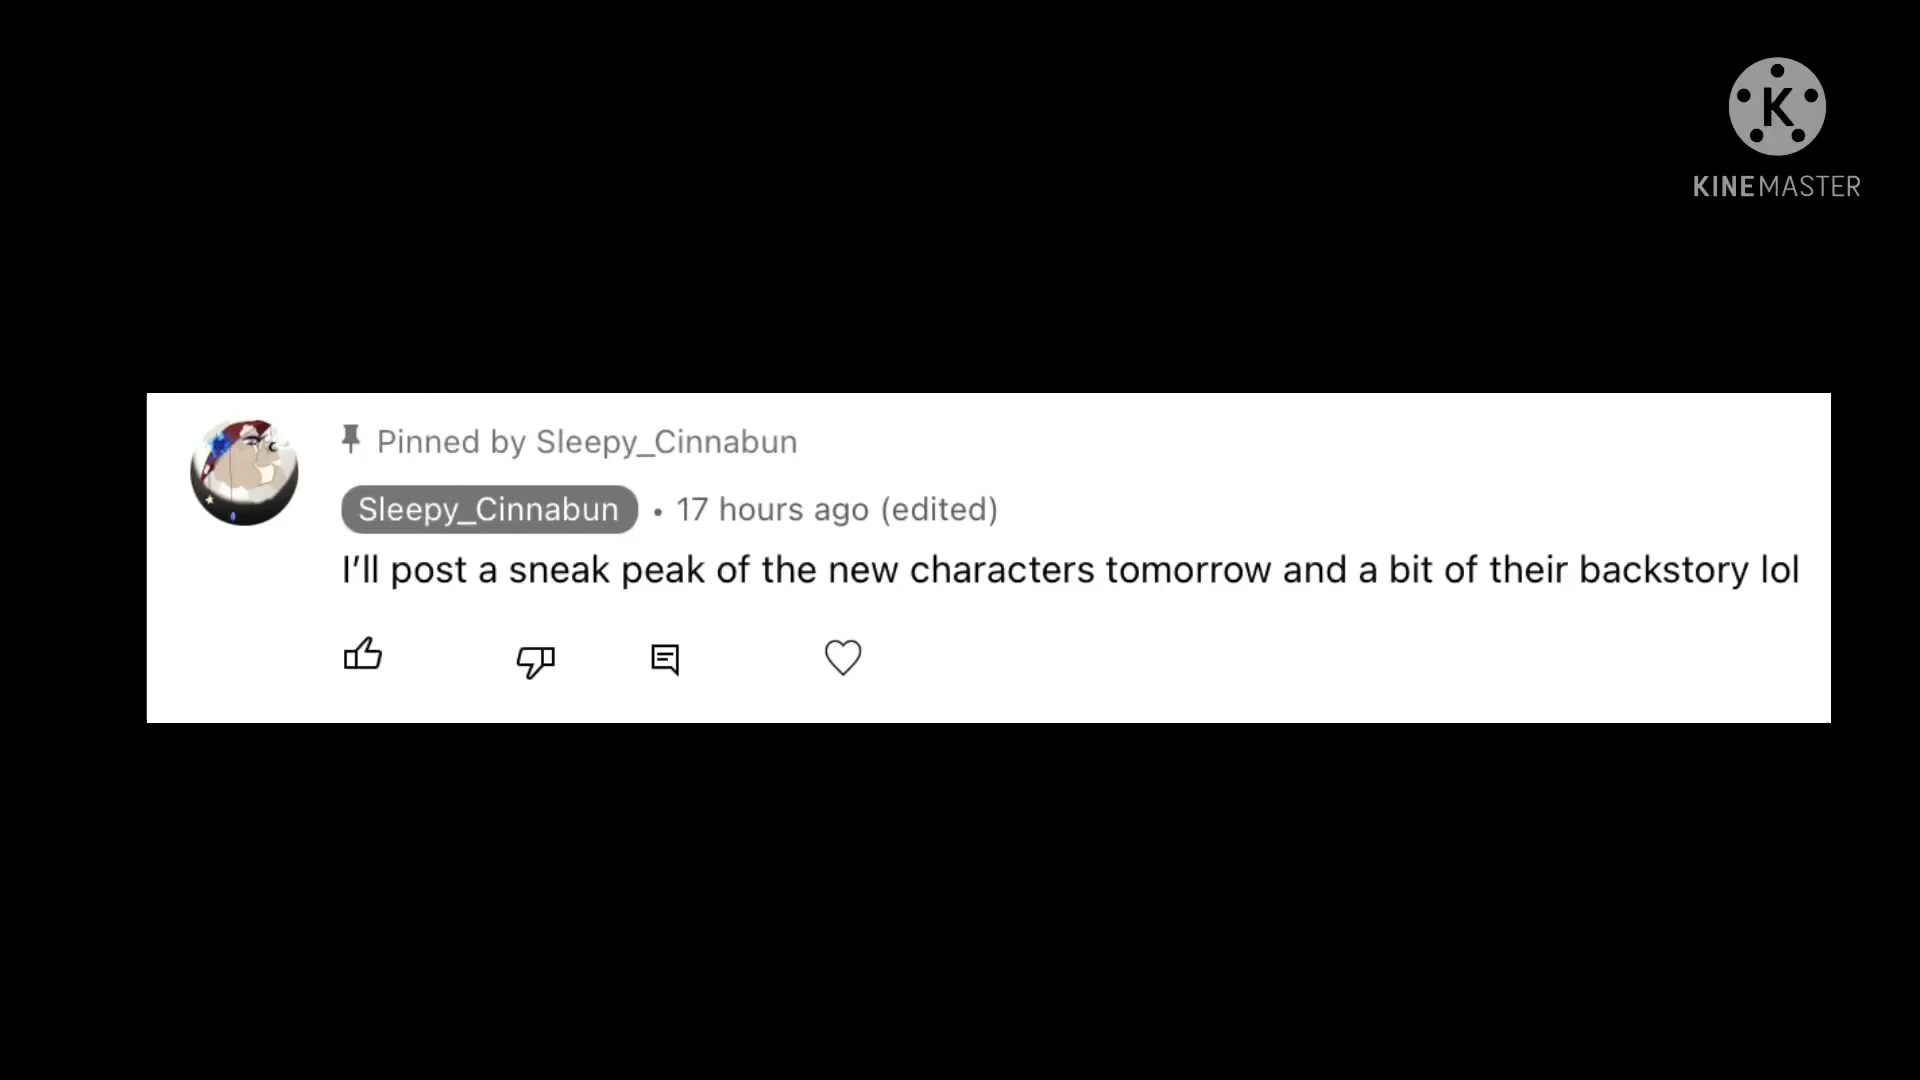 K
KINEMASTER
Pinned by Sleepy_Cinnabun
Sleepy_Cinnabun • 17 hours ago (edited)
I'll post a sneak peak of the new characters tomorrow and a bit of their backstory lol